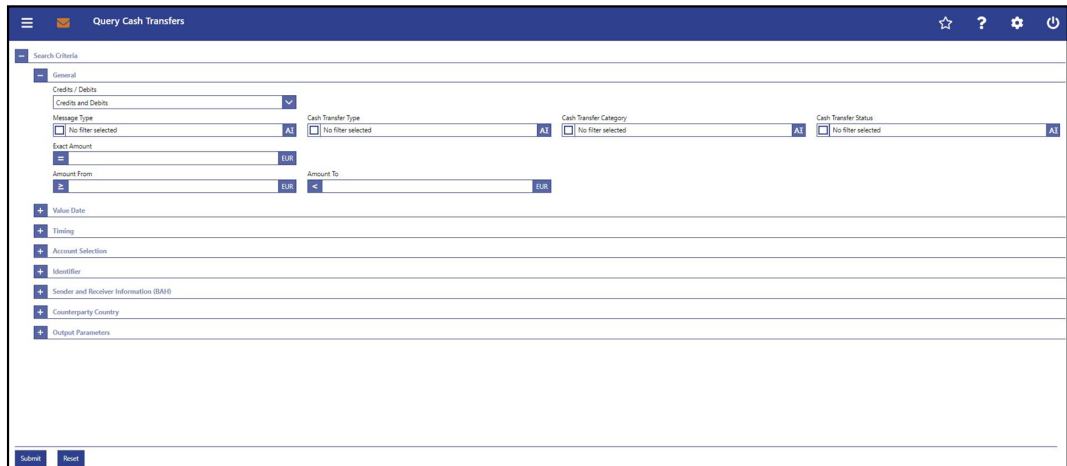 Query Cash Transfers
?
Search Criteria
General
Credits / Debits
Credits and Debits
Message Type Cash Transfer Type Cash Transfer Category Cash Transfer Status
No filter selected AI No filter selected AI No filter selected AI No filter selected AI
Exact Amount
= EUR
Amount From Amount To
≥ EUR < EUR
+ Value Date
+ Timing
+ Account Selection
+ Identifier
+ Sender and Receiver Information (BAH)
+ Counterparty Country
+ Output Parameters
Submit Reset